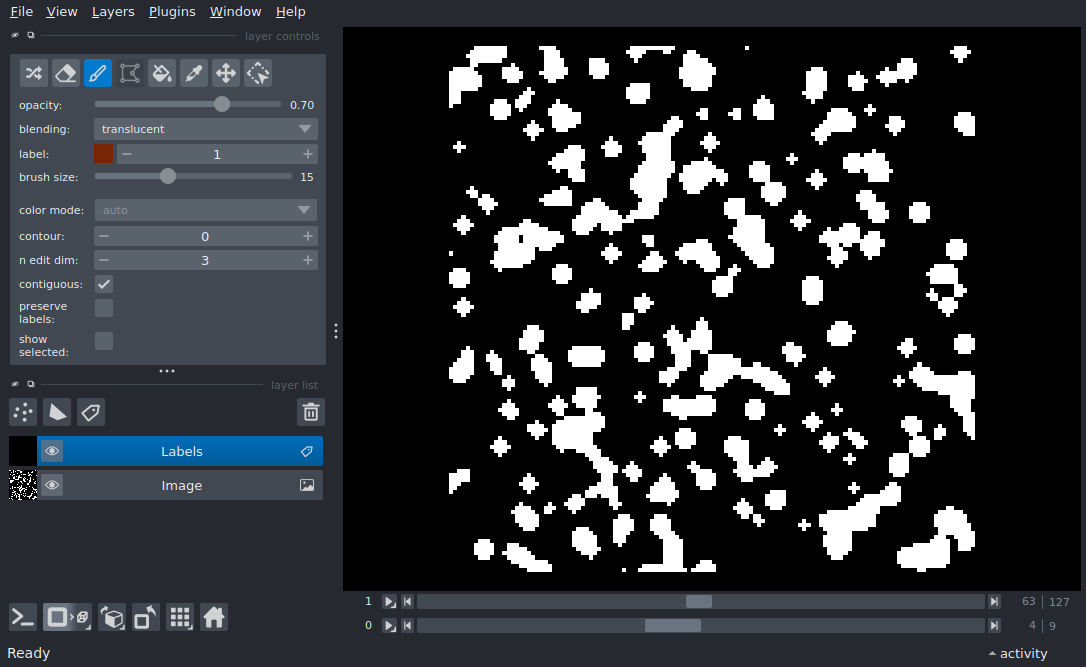 File View Layers Plugins Window Help
layer controls
opacity: 0.70
blending: translucent
label: 1
brush size: 15
color mode: auto
contour: 0
n edit dim: 3
contiguous:
preserve
labels:
show
selected:
layer list
Labels
Image
1 63 127
0 4 9
Ready activity